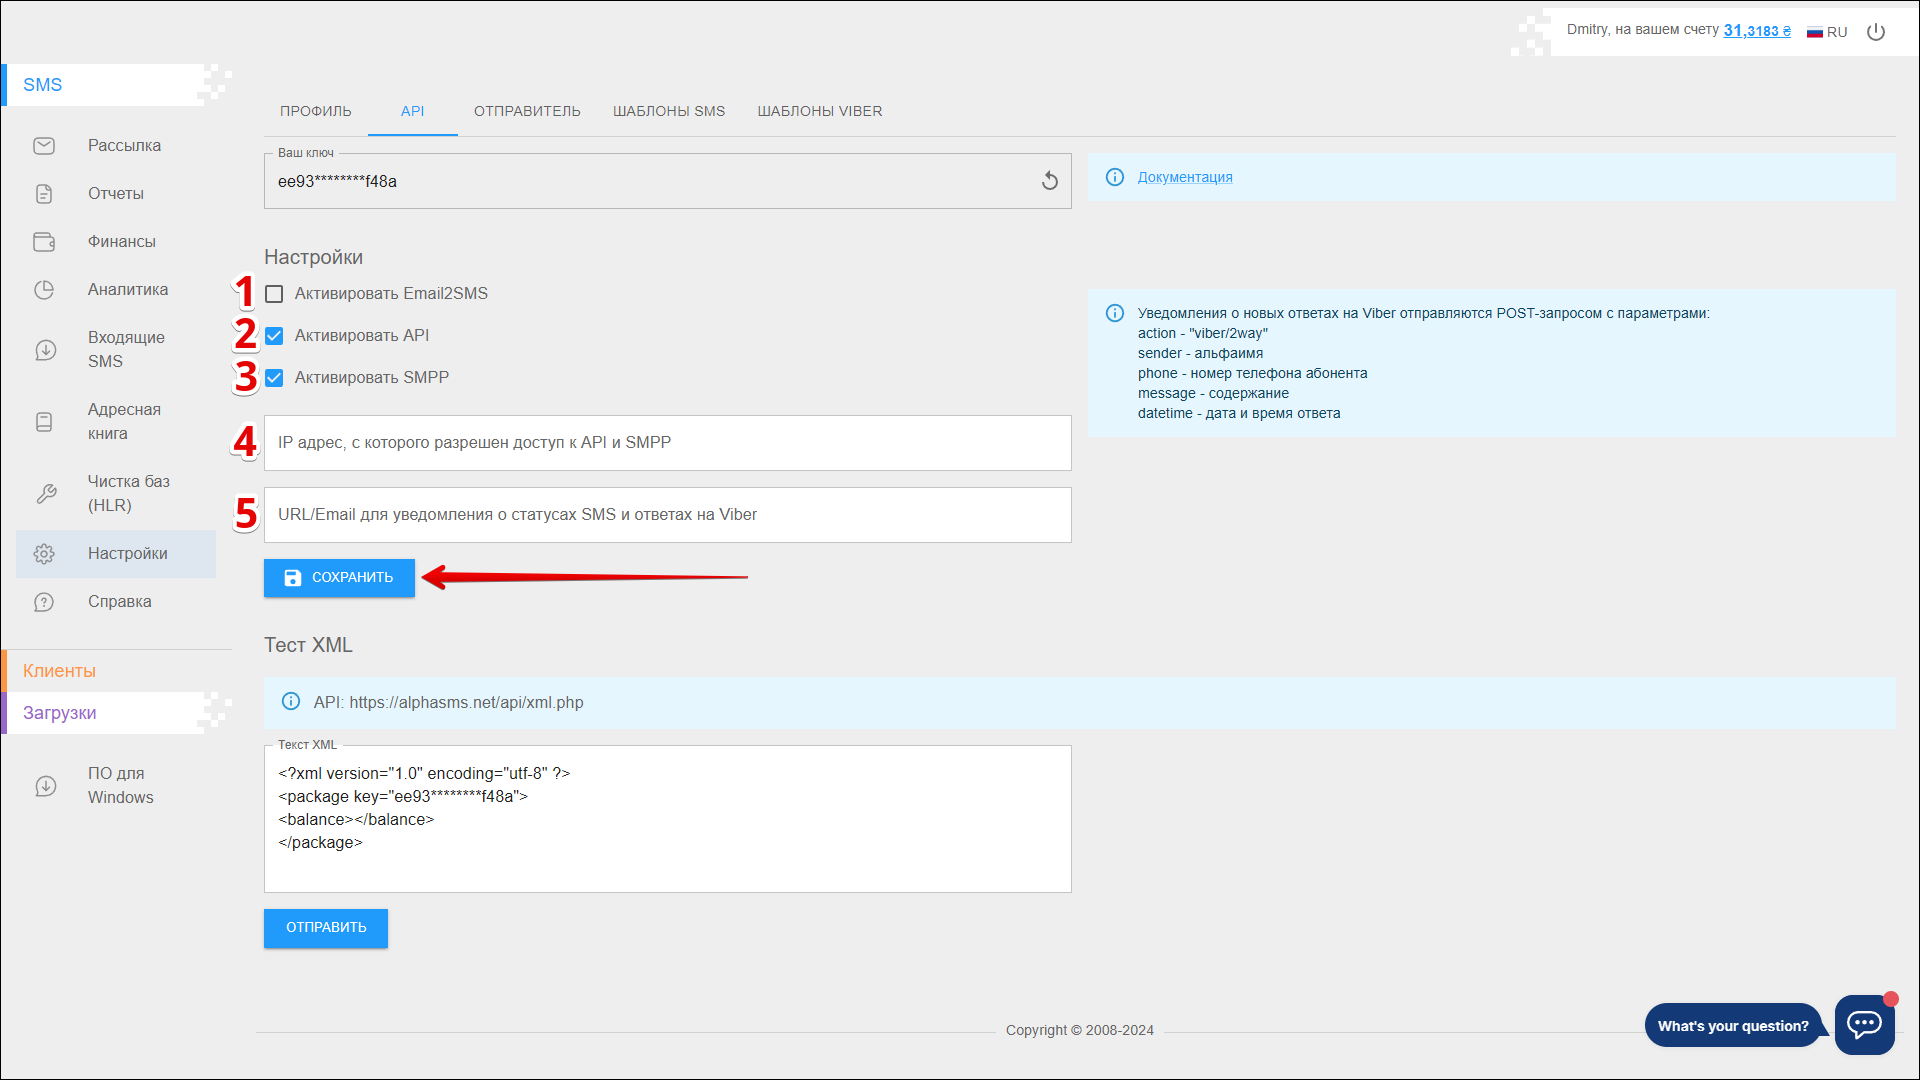 Dmitry, на вашем счету 31,3183 ₴ RU
SMS
Рассылка
Отчеты
Финансы
Аналитика
Входящие
SMS
Адресная
книга
Чистка баз
(HLR)
Настройки
Справка
Клиенты
Загрузки
ПО для
Windows
ПРОФИЛЬ API ОТПРАВИТЕЛЬ ШАБЛОНЫ SMS ШАБЛОНЫ VIBER
Ваш ключ
ee93********f48a
Документация
Настройки
1 Активировать Email2SMS
2 Активировать API
3 Активировать SMPP
4 IP адрес, с которого разрешен доступ к API и SMPP
5 URL/Email для уведомления о статусах SMS и ответах на Viber
СОХРАНИТЬ
Уведомления о новых ответах на Viber отправляются POST-запросом с параметрами:
action - "viber/2way"
sender - альфаимя
phone - номер телефона абонента
message - содержание
datetime - дата и время ответа
Тест XML
API: https://alphasms.net/api/xml.php
Текст XML
<?xml version="1.0" encoding="utf-8" ?>
<package key="ee93********f48a">
<balance></balance>
</package>
ОТПРАВИТЬ
Copyright © 2008-2024
What's your question?